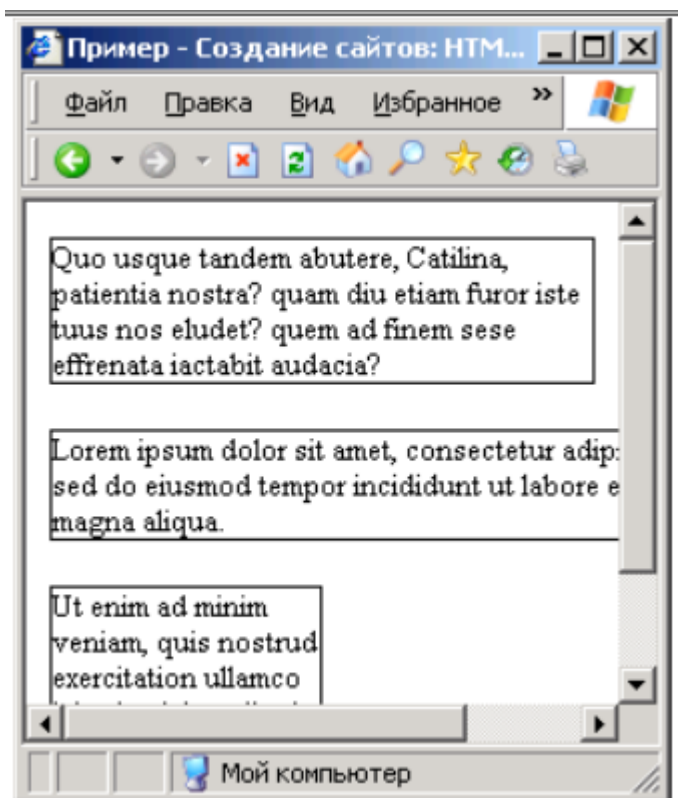 Пример - Создание сайтов: HTM...
Файл Правка Вид Избранное »
Quo usque tandem abutere, Catilina,
patientia nostra? quam diu etiam furor iste
tuus nos eludet? quem ad finem sese
effrenata iactabit audacia?
Lorem ipsum dolor sit amet, consectetur adip
sed do eiusmod tempor incididunt ut labore e
magna aliqua.
Ut enim ad minim
veniam, quis nostrud
exercitation ullamco
Мой компьютер